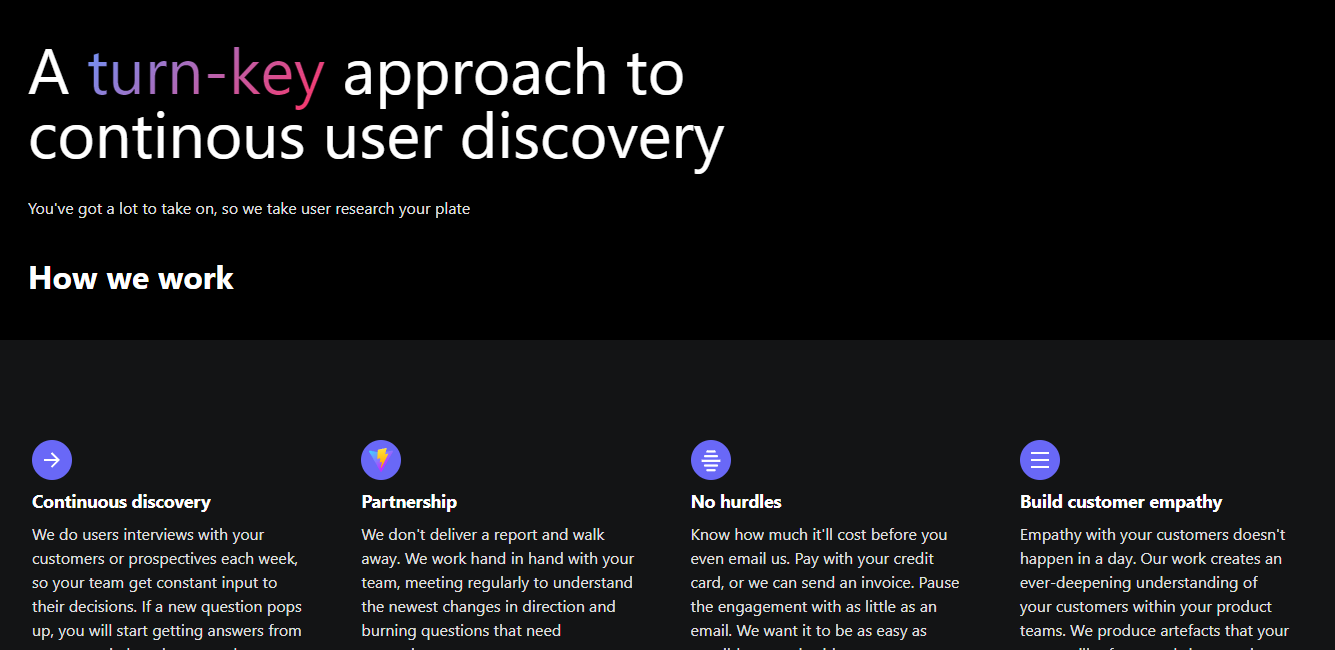 A turn-key approach to
continous user discovery
You've got a lot to take on, so we take user research your plate
How we work
Continuous discovery
We do users interviews with your
customers or prospectives each week,
so your team get constant input to
their decisions. If a new question pops
up, you will start getting answers from
Partnership
We don't deliver a report and walk
away. We work hand in hand with your
team, meeting regularly to understand
the newest changes in direction and
burning questions that need
No hurdles
Know how much it'll cost before you
even email us. Pay with your credit
card, or we can send an invoice. Pause
the engagement with as little as an
email. We want it to be as easy as
Build customer empathy
Empathy with your customers doesn't
happen in a day. Our work creates an
ever-deepening understanding of
your customers within your product
teams. We produce artefacts that your